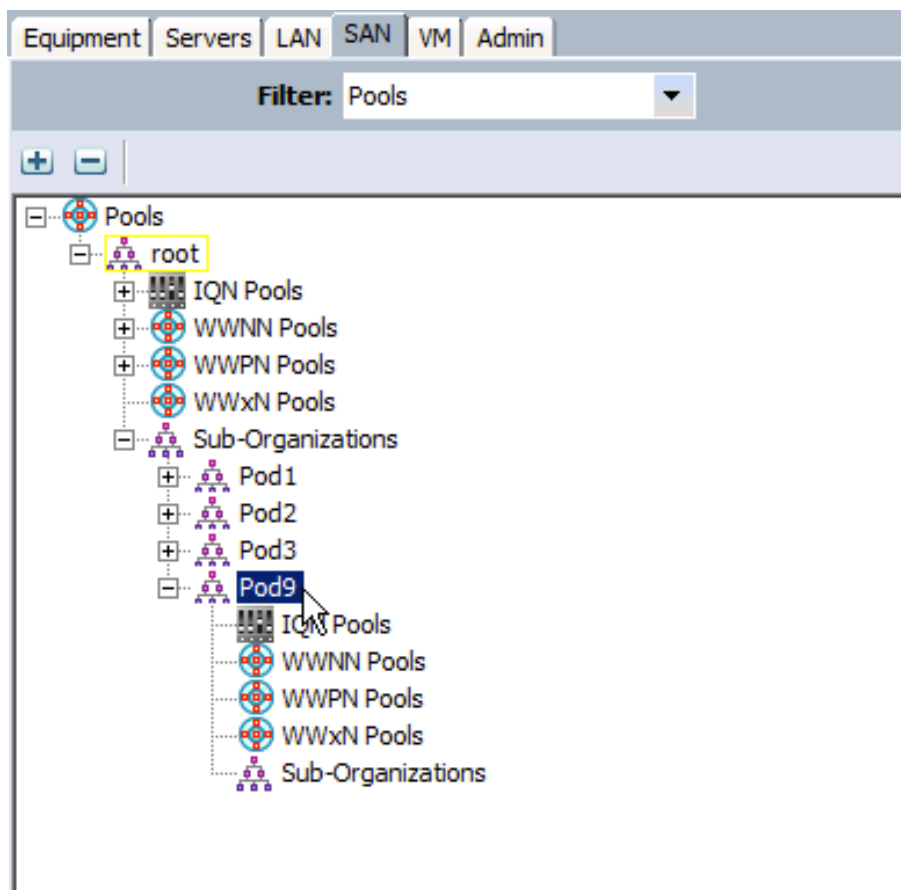 Equipment Servers LAN SAN VM Admin
Filter: Pools
Pools
root
IQN Pools
WWNN Pools
WWPN Pools
WWxN Pools
Sub-Organizations
Pod1
Pod2
Pod3
Pod9
IQN Pools
WWNN Pools
WWPN Pools
WWxN Pools
Sub-Organizations